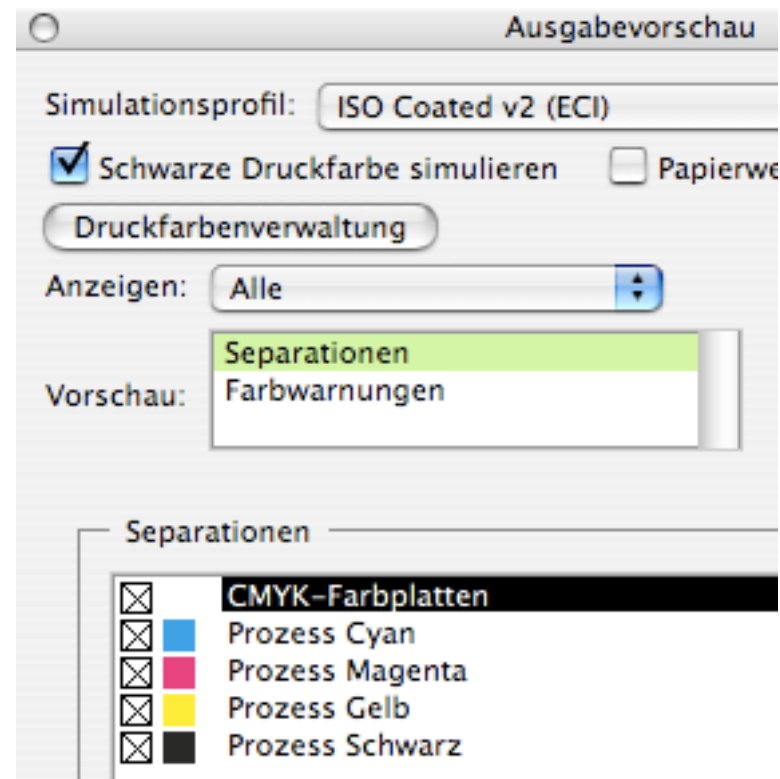 Ausgabevorschau
Simulationsprofil: ISO Coated v2 (ECI)
Schwarze Druckfarbe simulieren Papierwe
Druckfarbenverwaltung
Anzeigen: Alle
Separationen
Vorschau: Farbwarnungen
Separationen
CMYK-Farbplatten
Prozess Cyan
Prozess Magenta
Prozess Gelb
Prozess Schwarz